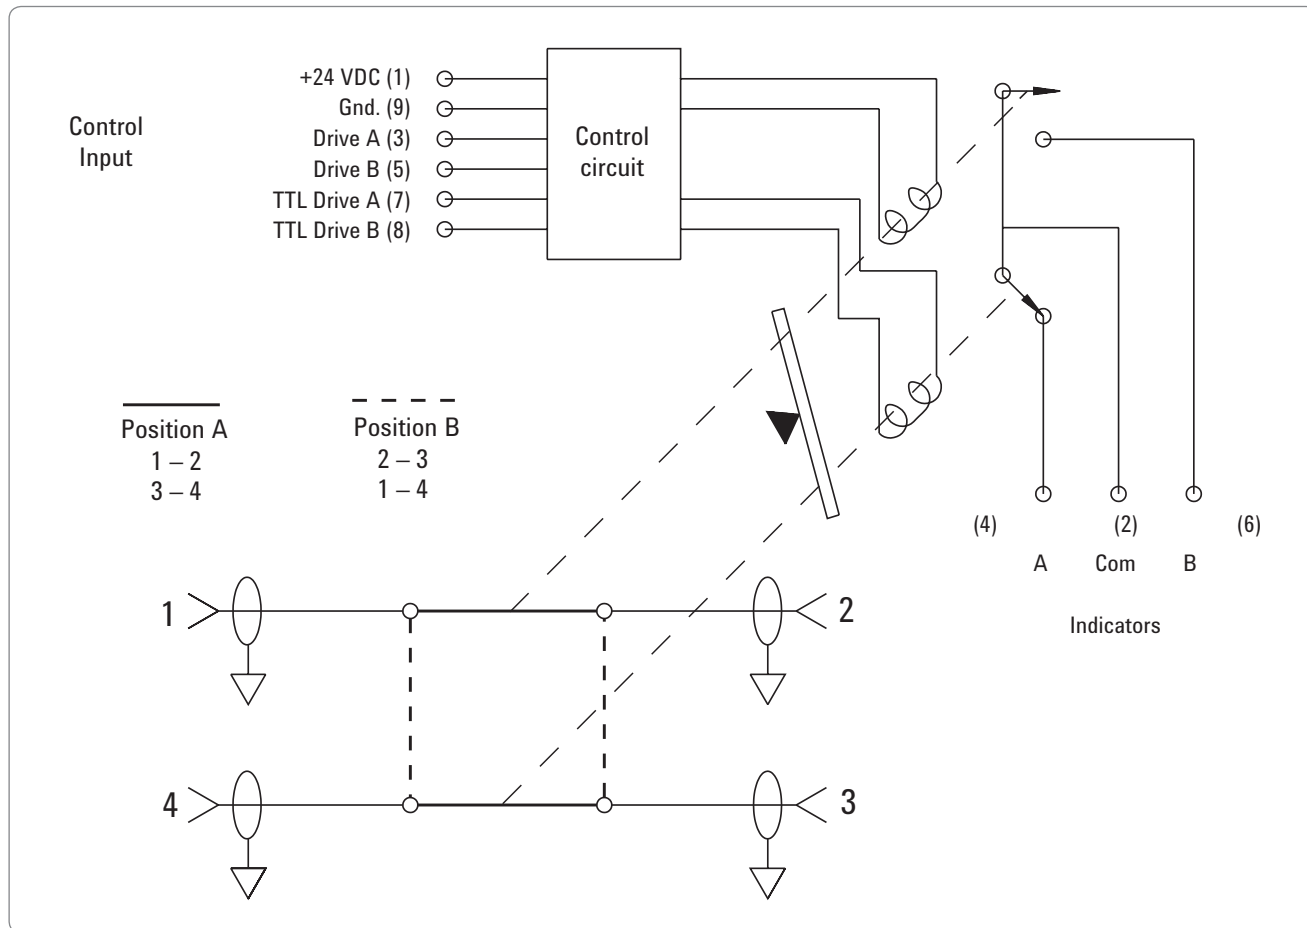 +24 VDC (1)
Gnd. (9)
Drive A (3)
Drive B (5)
TTL Drive A (7)
TTL Drive B (8)
Control
Input
Control
circuit
Position A
1 – 2
3 – 4
Position B
2 – 3
1 – 4
(4)
(2)
(6)
A
Com
B
Indicators
1
2
4
3